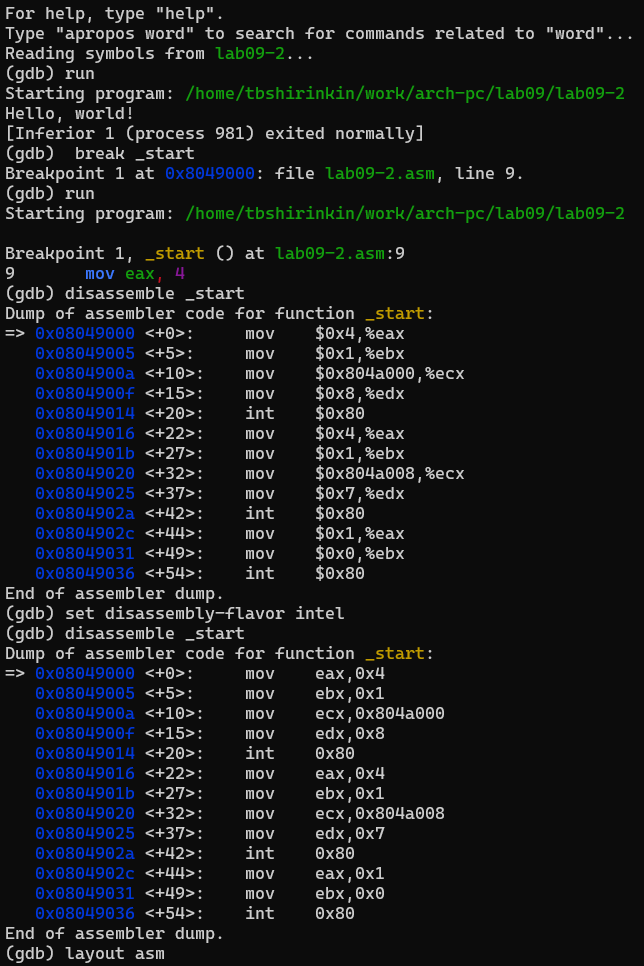 For help, type "help".
Type "apropos word" to search for commands related to "word"...
Reading symbols from lab09-2...
(gdb) run
Starting program: /home/tbshirinkin/work/arch-pc/lab09/lab09-2
Hello, world!
[Inferior 1 (process 981) exited normally]
(gdb)  break _start
Breakpoint 1 at 0x8049000: file lab09-2.asm, line 9.
(gdb) run
Starting program: /home/tbshirinkin/work/arch-pc/lab09/lab09-2

Breakpoint 1, _start () at lab09-2.asm:9
9       mov eax, 4
(gdb) disassemble _start
Dump of assembler code for function _start:
=> 0x08049000 <+0>:     mov    $0x4,%eax
   0x08049005 <+5>:     mov    $0x1,%ebx
   0x0804900a <+10>:    mov    $0x804a000,%ecx
   0x0804900f <+15>:    mov    $0x8,%edx
   0x08049014 <+20>:    int    $0x80
   0x08049016 <+22>:    mov    $0x4,%eax
   0x0804901b <+27>:    mov    $0x1,%ebx
   0x08049020 <+32>:    mov    $0x804a008,%ecx
   0x08049025 <+37>:    mov    $0x7,%edx
   0x0804902a <+42>:    int    $0x80
   0x0804902c <+44>:    mov    $0x1,%eax
   0x08049031 <+49>:    mov    $0x0,%ebx
   0x08049036 <+54>:    int    $0x80
End of assembler dump.
(gdb) set disassembly-flavor intel
(gdb) disassemble _start
Dump of assembler code for function _start:
=> 0x08049000 <+0>:     mov    eax,0x4
   0x08049005 <+5>:     mov    ebx,0x1
   0x0804900a <+10>:    mov    ecx,0x804a000
   0x0804900f <+15>:    mov    edx,0x8
   0x08049014 <+20>:    int    0x80
   0x08049016 <+22>:    mov    eax,0x4
   0x0804901b <+27>:    mov    ebx,0x1
   0x08049020 <+32>:    mov    ecx,0x804a008
   0x08049025 <+37>:    mov    edx,0x7
   0x0804902a <+42>:    int    0x80
   0x0804902c <+44>:    mov    eax,0x1
   0x08049031 <+49>:    mov    ebx,0x0
   0x08049036 <+54>:    int    0x80
End of assembler dump.
(gdb) layout asm